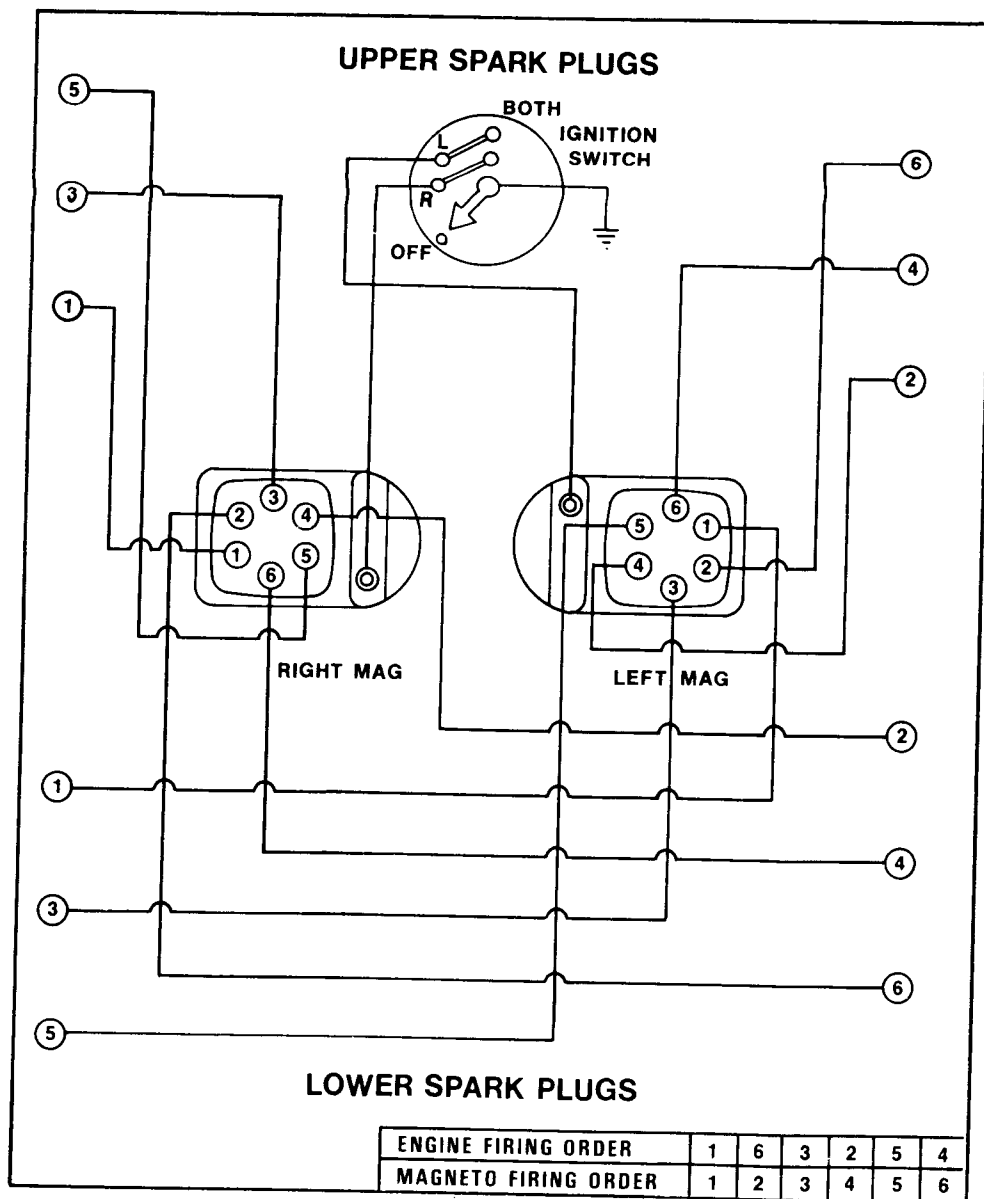 UPPER SPARK PLUGS
5
BOTH
L
IGNITION
SWITCH
6
3
R
OFF
4
1
2
3
2
4
1
5
6
6
5
1
4
2
3
RIGHT MAG
LEFT MAG
2
1
4
3
6
5
LOWER SPARK PLUGS
ENGINE FIRING ORDER 1 6 3 2 5 4
MAGNETO FIRING ORDER 1 2 3 4 5 6